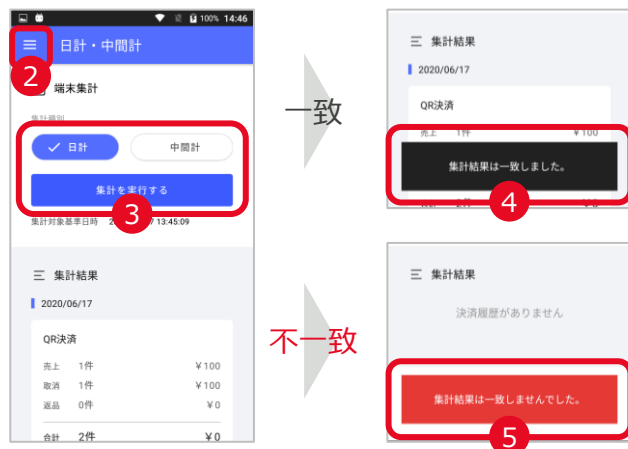 100% 14:46
日計・中間計
2
端末集計
集計種別
日計
中間計
集計を実行する
3
集計対象基準日時
13:45:09
集計結果
2020/06/17
QR決済
売上 1件 ￥100
取消 1件 ￥100
返品 0件 ￥0
合計 2件 ￥0
一致
集計結果
2020/06/17
QR決済
売上 1件 ￥100
集計結果は一致しました。
合計 2件 ￥0
4
不一致
集計結果
決済履歴がありません
集計結果は一致しませんでした。
5